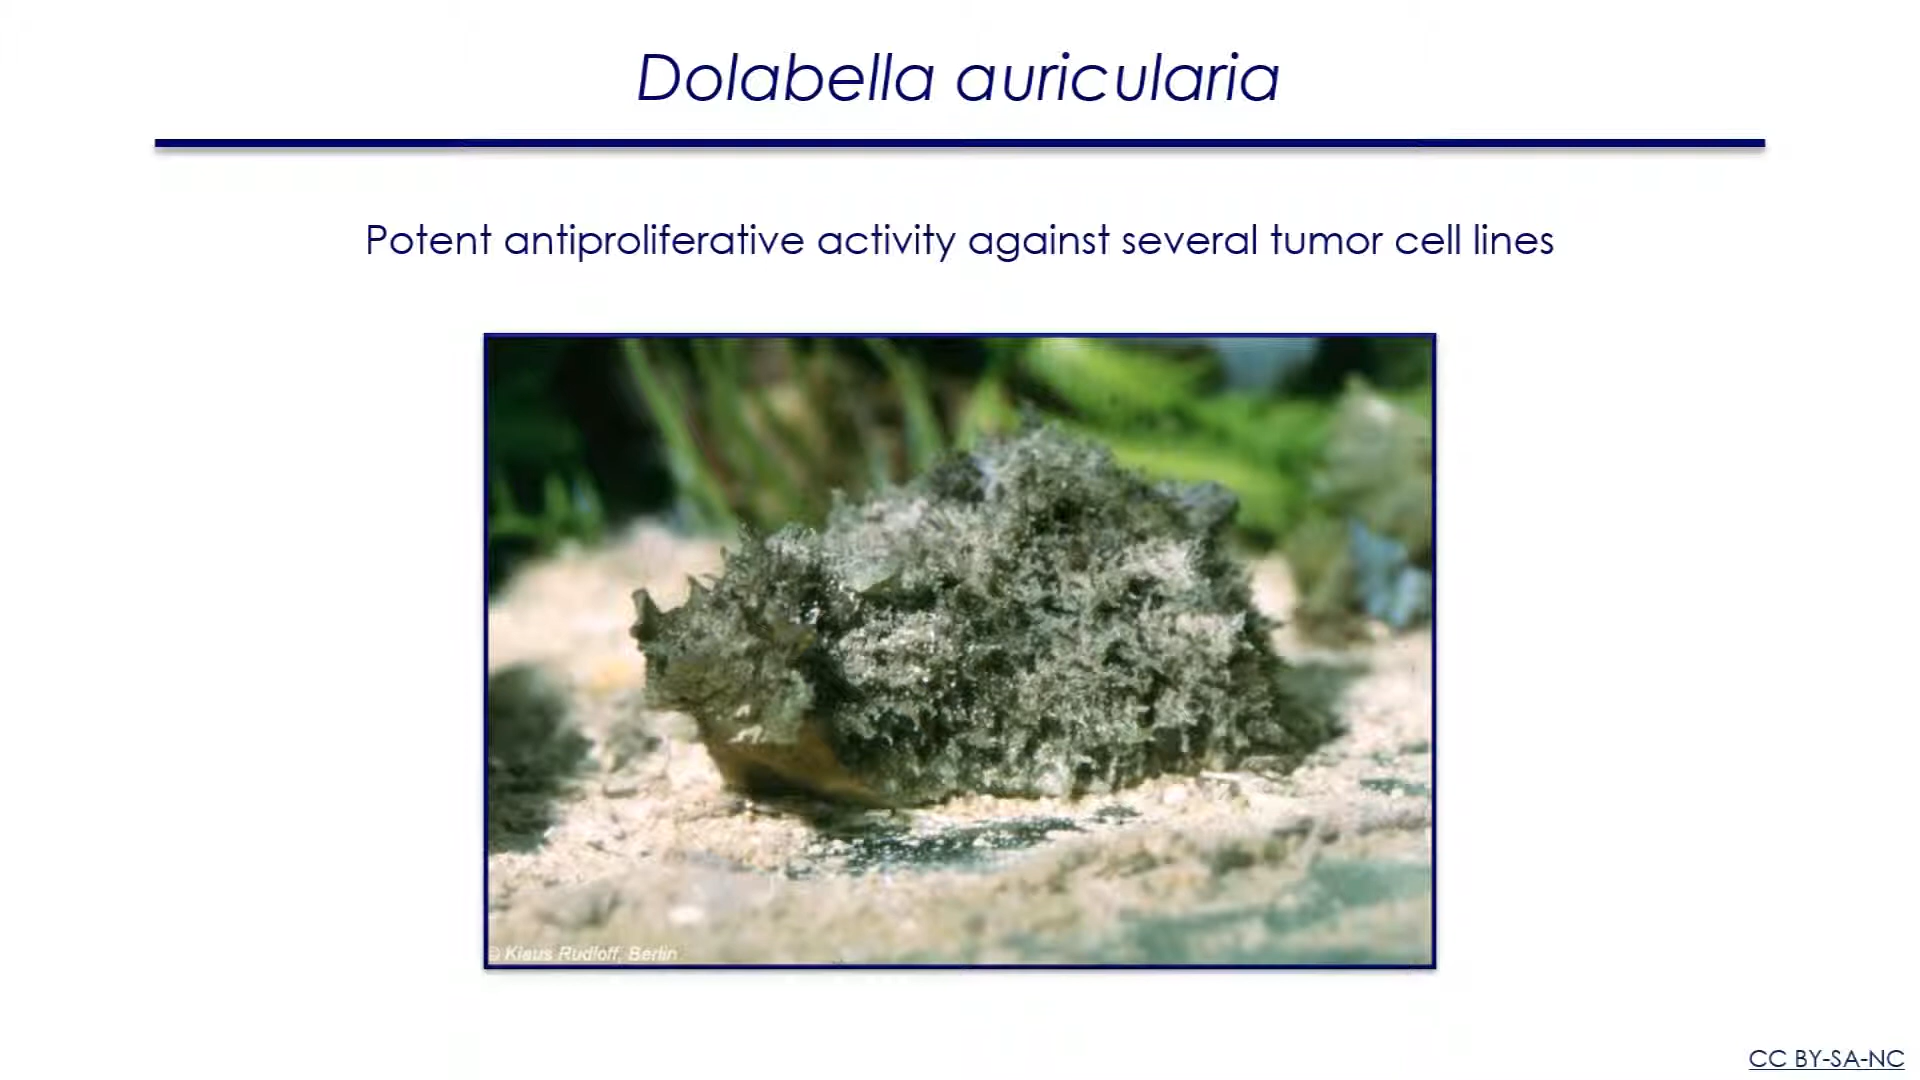 Dolabella auricularia
Potent antiproliferative activity against several tumor cell lines
© Klaus Rudloff, Berlin
CC BY-SA-NC